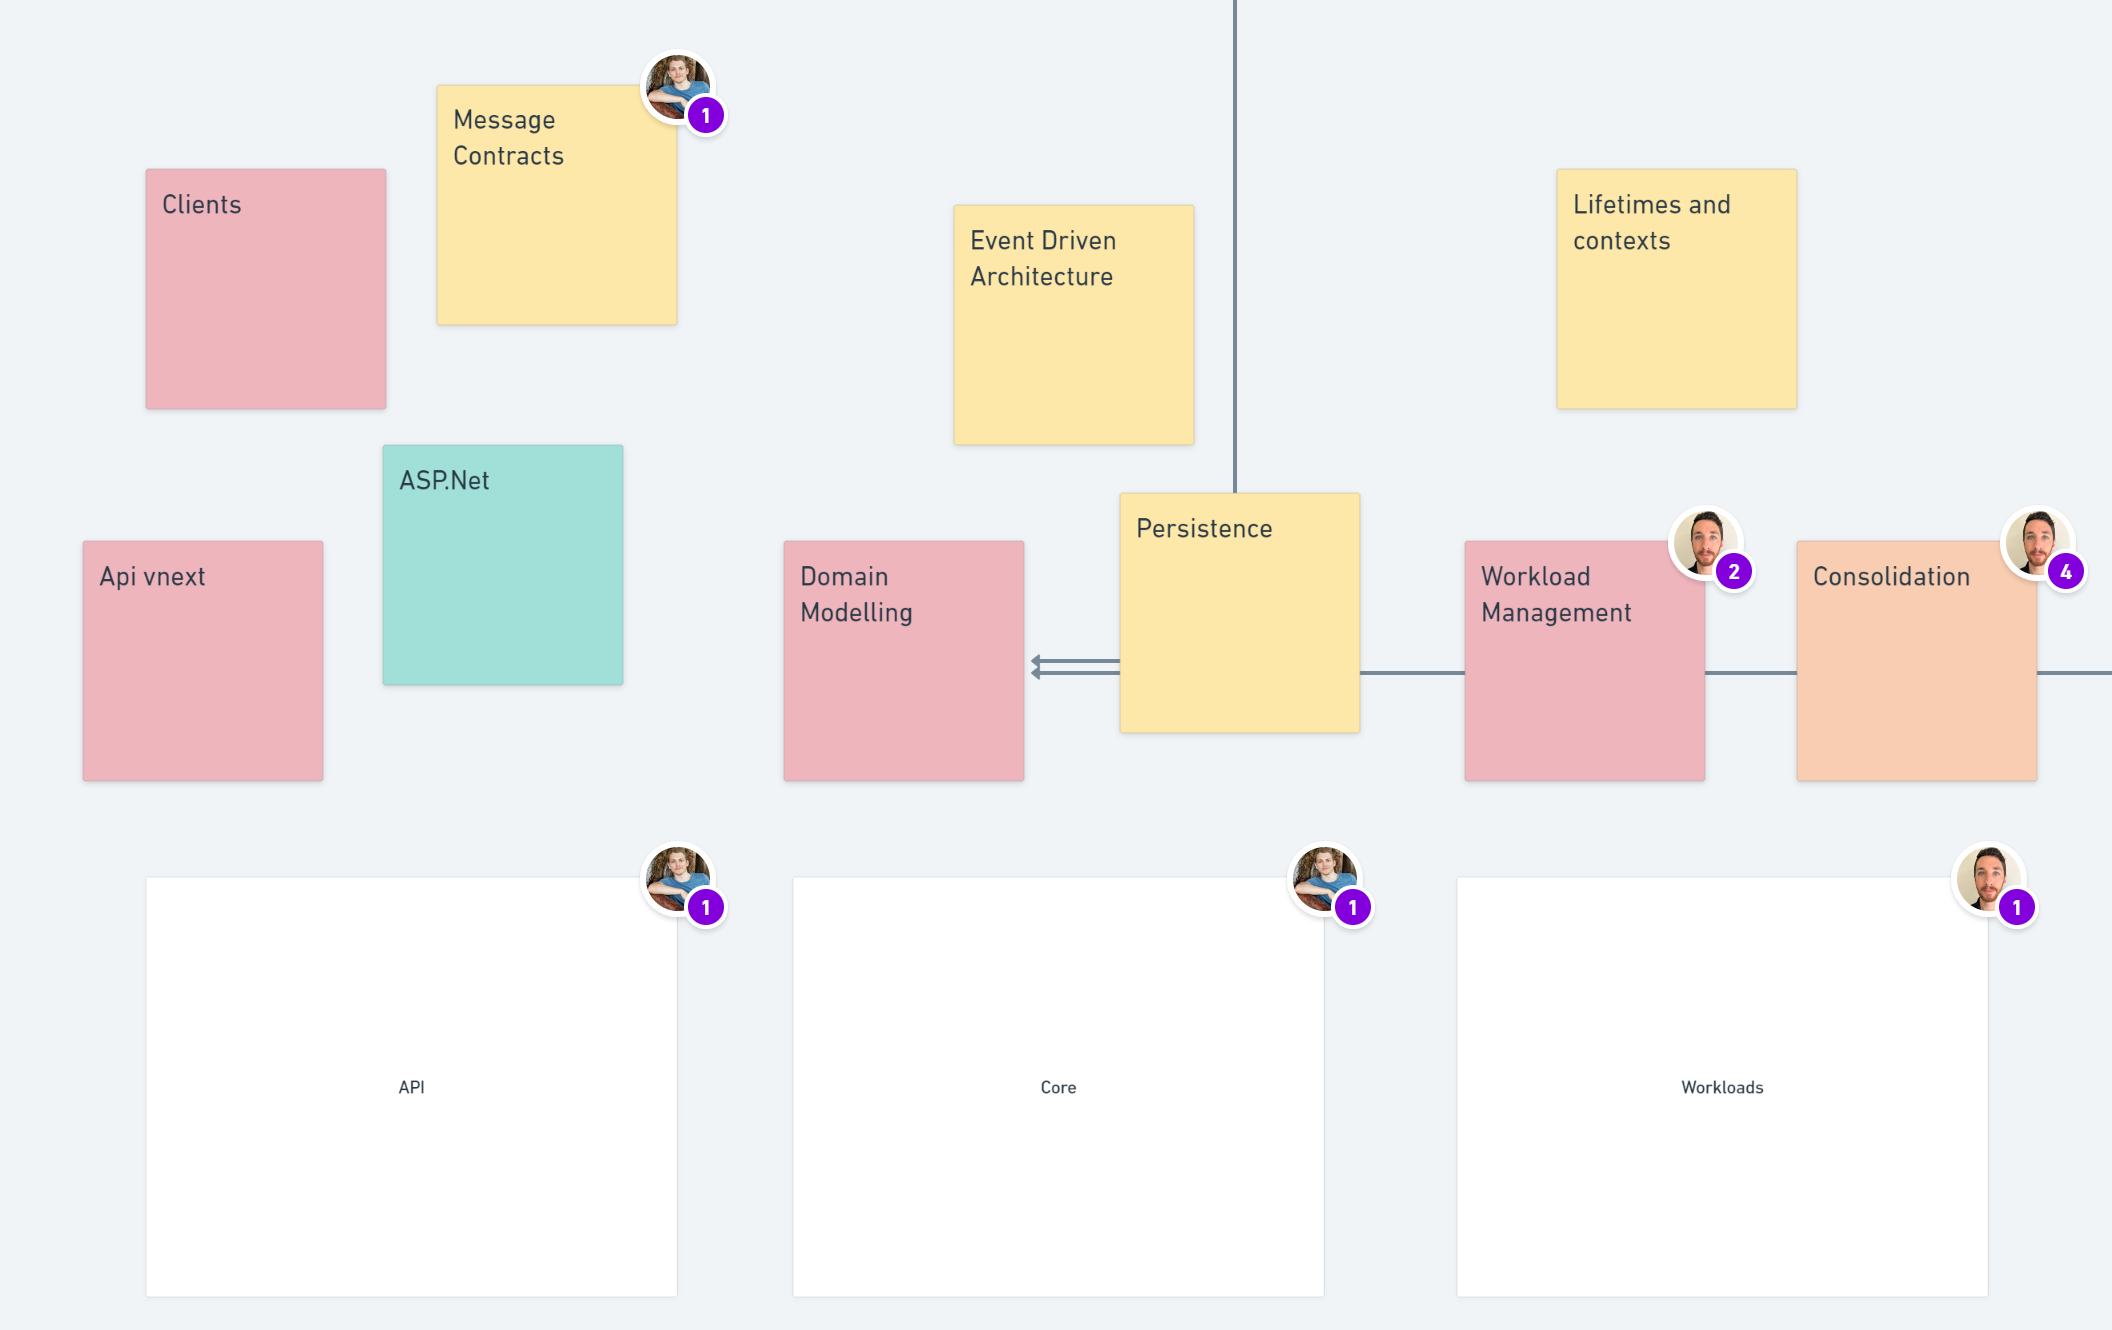 Message
Contracts
1
Clients
Event Driven
Architecture
Lifetimes and
contexts
ASP.Net
Api vnext
Domain
Modelling
Persistence
Workload
Management
2
Consolidation
4
1
1
1
API
Core
Workloads